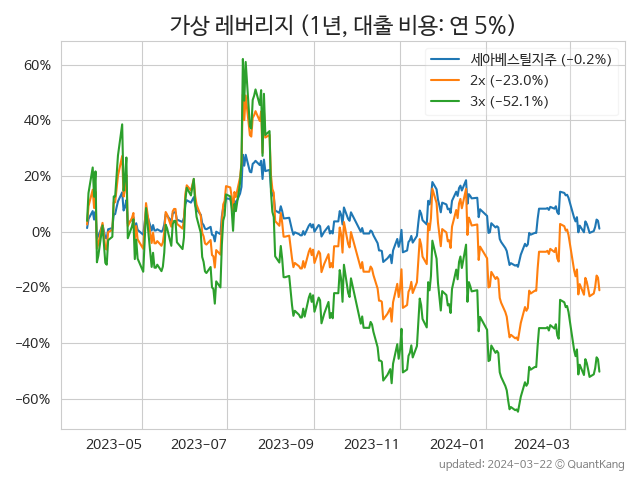 가상 레버리지 (1년, 대출 비용: 연 5%)
세아베스틸지주 (−0.2%)
2x (−23.0%)
3x (−52.1%)
60%
40%
20%
0%
−20%
−40%
−60%
2023-05
2023-07
2023-09
2023-11
2024-01
2024-03
updated: 2024-03-22 © QuantKang